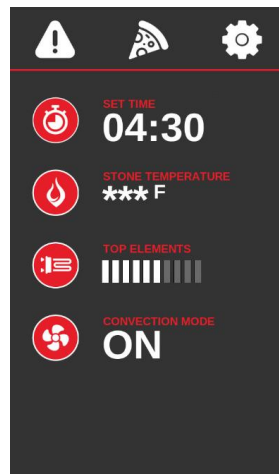 SET TIME
04:30
STONE TEMPERATURE
*** F
TOP ELEMENTS
CONVECTION MODE
ON